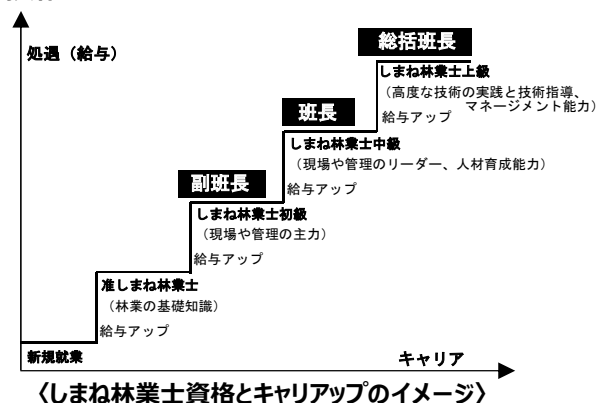 処遇（給与）
総括班長
しまね林業士上級
（高度な技術の実践と技術指導、
マネージメント能力）
給与アップ
班長
しまね林業士中級
（現場や管理のリーダー、人材育成能力）
給与アップ
副班長
しまね林業士初級
（現場や管理の主力）
給与アップ
准しまね林業士
（林業の基礎知識）
給与アップ
新規就業
キャリア
〈しまね林業士資格とキャリアップのイメージ〉